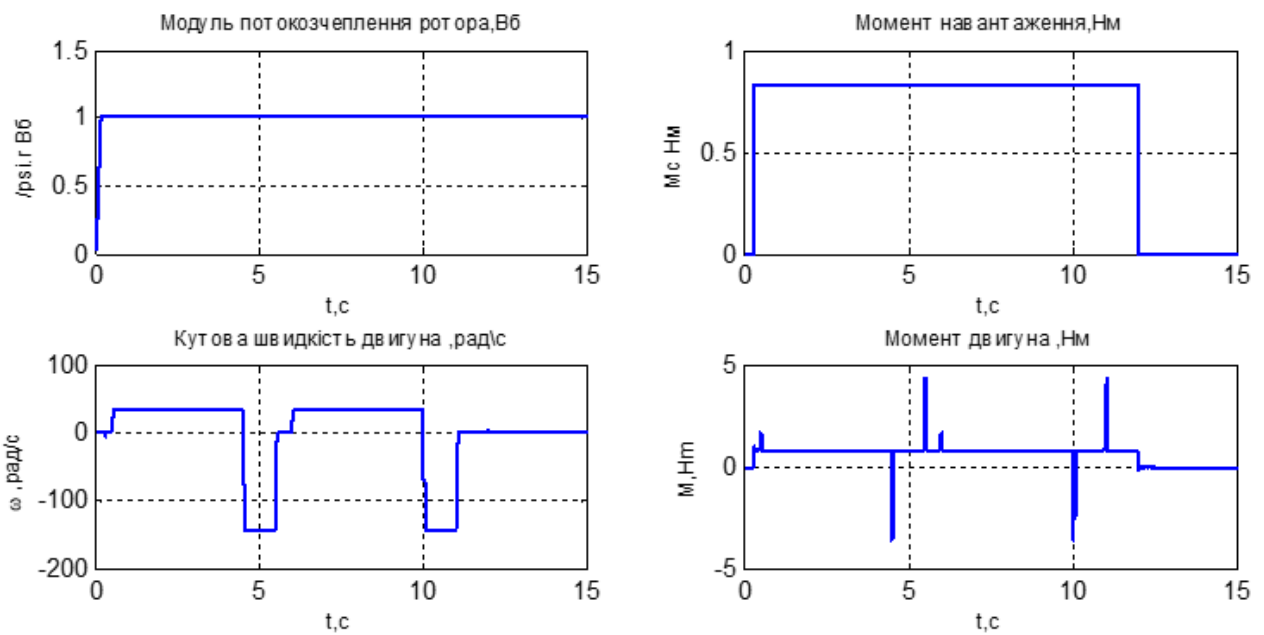 Модуль потокозчеплення ротора,Вб
1.5
1
0.5
0
/psi.r Вб
0 5 10 15
t,c
Момент навантаження,Нм
1
0.5
0
Mc Нм
0 5 10 15
t,c
Кутова швидкість двигуна ,рад\с
100
0
-100
-200
ω ,рад/с
0 5 10 15
t,c
Момент двигуна ,Нм
5
0
-5
M,Hm
0 5 10 15
t,c